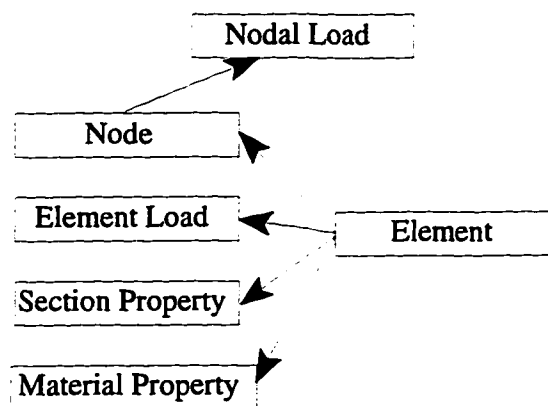 Nodal Load
Node
Element Load
Element
Section Property
Material Property